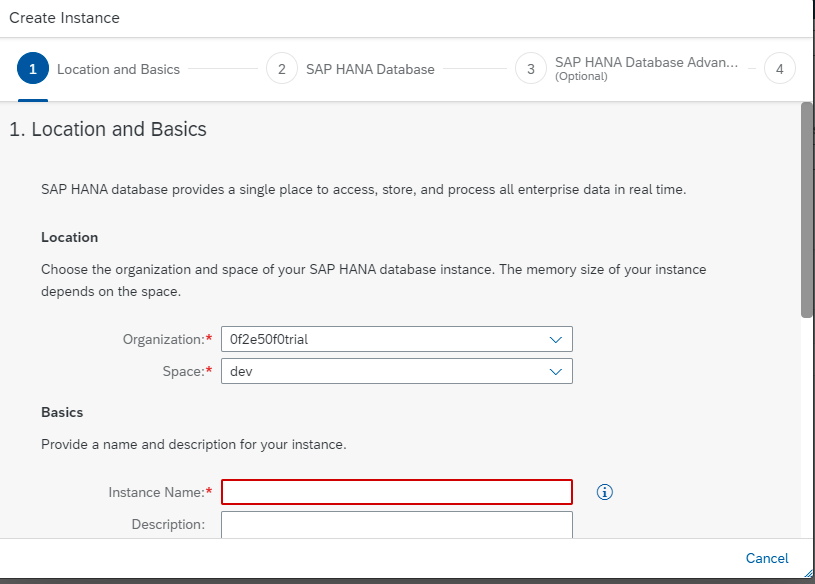 Create Instance
1 Location and Basics 2 SAP HANA Database 3 SAP HANA Database Advan... 4
(Optional)
1. Location and Basics
SAP HANA database provides a single place to access, store, and process all enterprise data in real time.
Location
Choose the organization and space of your SAP HANA database instance. The memory size of your instance
depends on the space.
Organization:* 0f2e50f0trial
Space:* dev
Basics
Provide a name and description for your instance.
Instance Name:*
Description:
Cancel